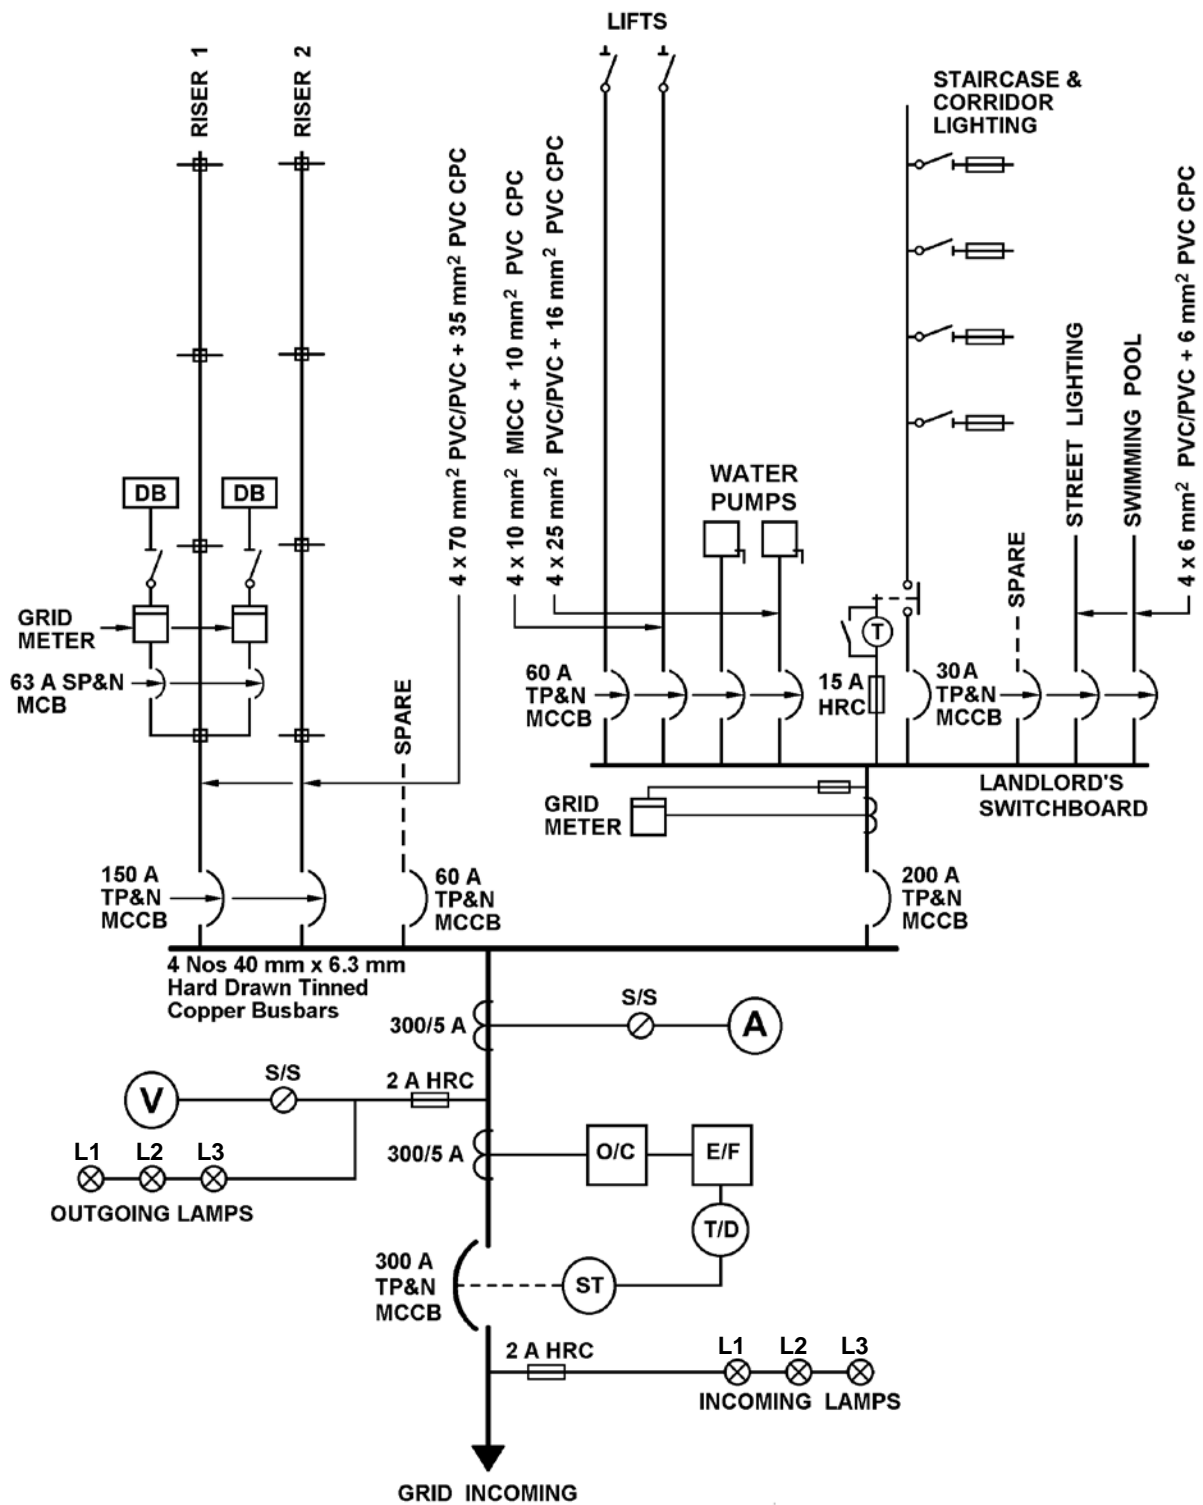 LIFTS
RISER 1
RISER 2
STAIRCASE &
CORRIDOR
LIGHTING
4 x 70 mm² PVC/PVC + 35 mm² PVC CPC
4 x 10 mm² MICC + 10 mm² PVC CPC
4 x 25 mm² PVC/PVC + 16 mm² PVC CPC
4 x 6 mm² PVC/PVC + 6 mm² PVC CPC
STREET LIGHTING
SWIMMING POOL
WATER
PUMPS
DB
DB
SPARE
GRID
METER
T
63 A SP&N
MCB
SPARE
60 A
TP&N
MCCB
15 A
HRC
30 A
TP&N
MCCB
LANDLORD'S
SWITCHBOARD
GRID
METER
150 A
TP&N
MCCB
60 A
TP&N
MCCB
200 A
TP&N
MCCB
4 Nos 40 mm x 6.3 mm
Hard Drawn Tinned
Copper Busbars
S/S
300/5 A
A
S/S
2 A HRC
V
L1 L2 L3
300/5 A
O/C
E/F
OUTGOING LAMPS
T/D
300 A
TP&N
MCCB
ST
2 A HRC
L1 L2 L3
INCOMING LAMPS
GRID INCOMING